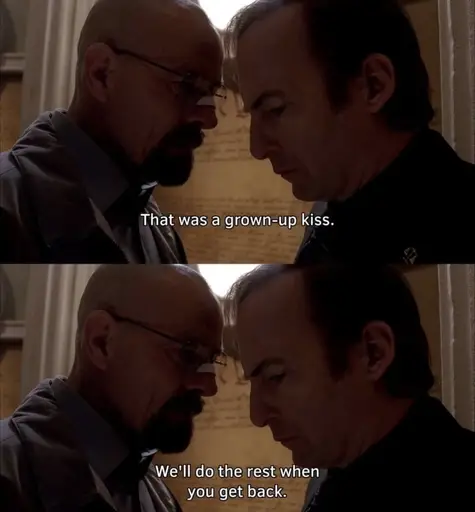 That was a grown-up kiss.
We'll do the rest when
you get back.